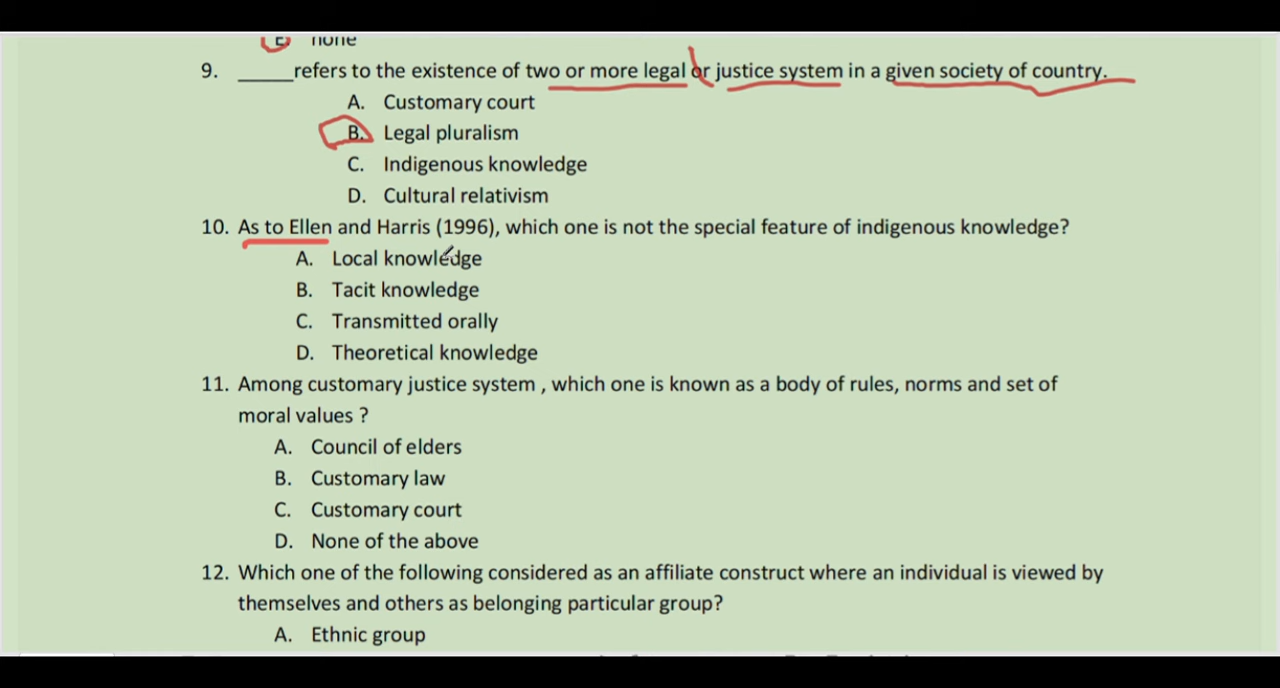 E. none
9. _____refers to the existence of two or more legal or justice system in a given society of country.
A. Customary court
B. Legal pluralism
C. Indigenous knowledge
D. Cultural relativism
10. As to Ellen and Harris (1996), which one is not the special feature of indigenous knowledge?
A. Local knowledge
B. Tacit knowledge
C. Transmitted orally
D. Theoretical knowledge
11. Among customary justice system , which one is known as a body of rules, norms and set of
moral values ?
A. Council of elders
B. Customary law
C. Customary court
D. None of the above
12. Which one of the following considered as an affiliate construct where an individual is viewed by
themselves and others as belonging particular group?
A. Ethnic group